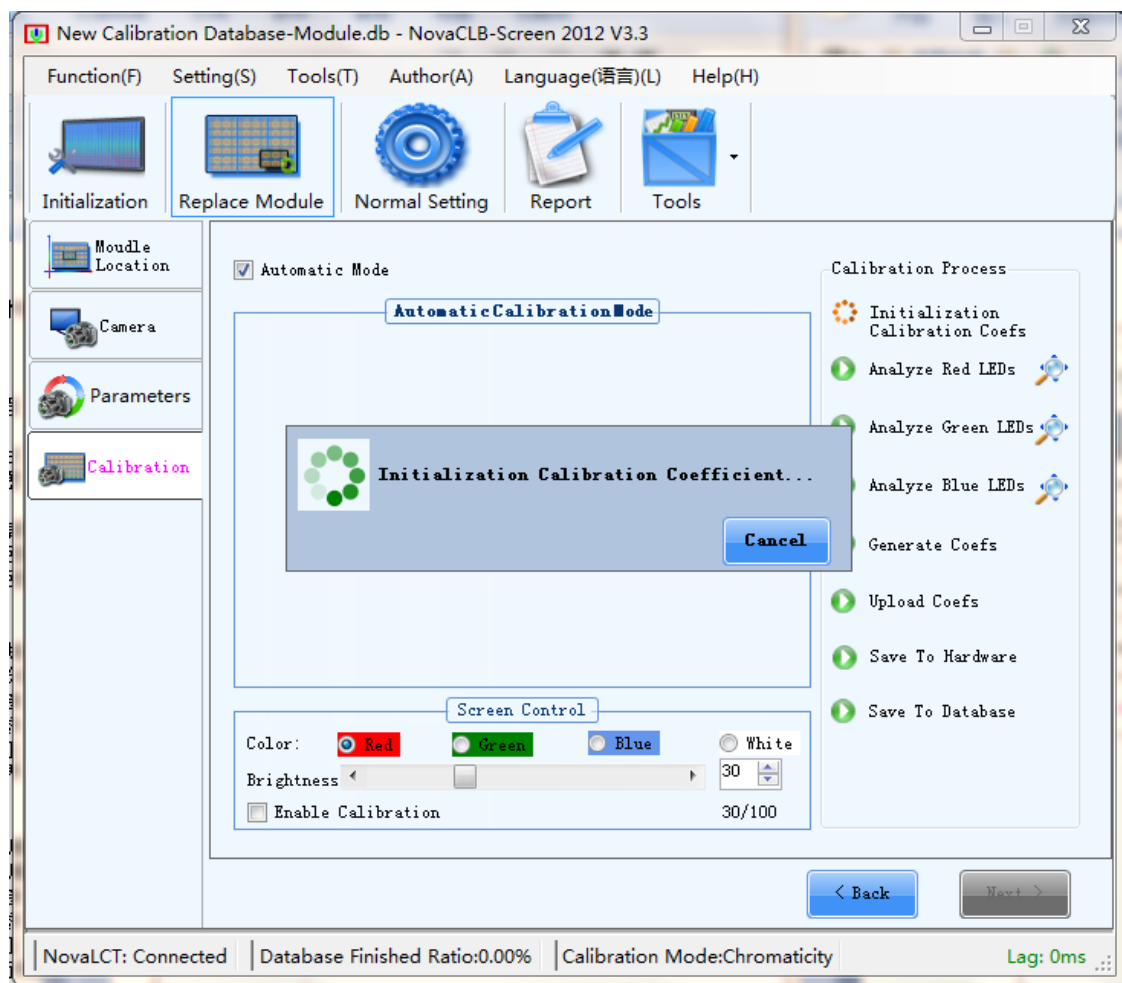 New Calibration Database-Module.db - NovaCLB-Screen 2012 V3.3
Function(F) Setting(S) Tools(T) Author(A) Language(语言)(L) Help(H)
Initialization Replace Module Normal Setting Report Tools
Moudle
Location
Camera
Parameters
Calibration
Automatic Mode
AutomaticCalibrationMode
Initialization Calibration Coefficient...
Cancel
Screen Control
Color: Red Green Blue White
Brightness 30
Enable Calibration 30/100
Calibration Process
Initialization
Calibration Coefs
Analyze Red LEDs
Analyze Green LEDs
Analyze Blue LEDs
Generate Coefs
Upload Coefs
Save To Hardware
Save To Database
< Back Next >
NovaLCT: Connected Database Finished Ratio:0.00% Calibration Mode:Chromaticity Lag: 0ms